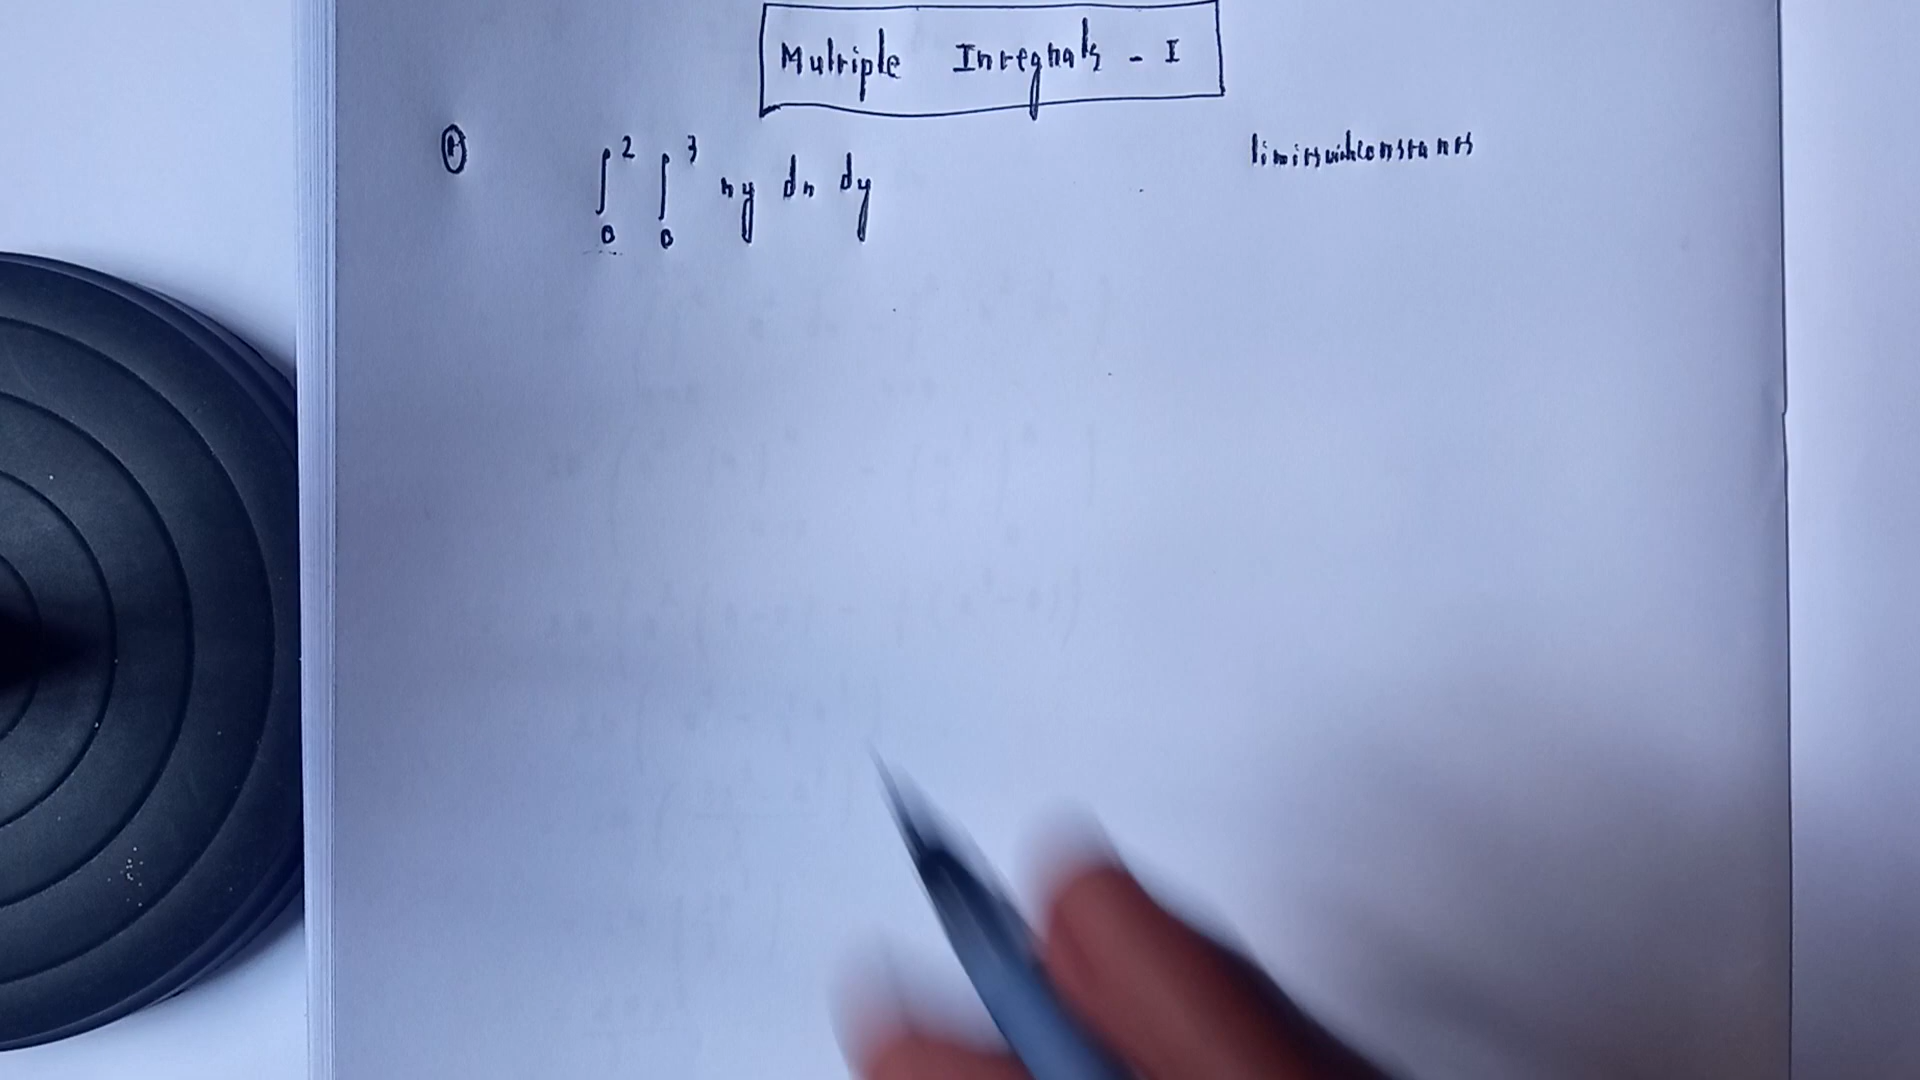 Multiple Integrals - I
① ∫₀² ∫₀³ xy dx dy
limits with constants